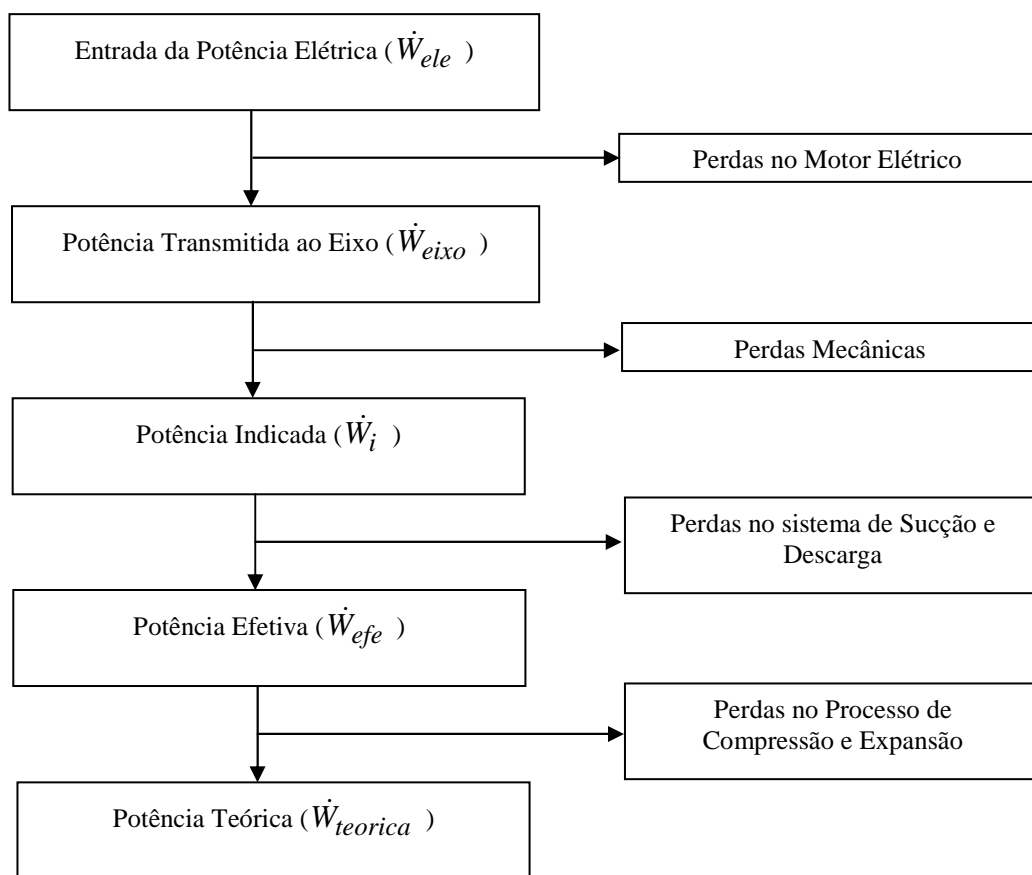 Entrada da Potência Elétrica (Ẇele )
Perdas no Motor Elétrico
Potência Transmitida ao Eixo (Ẇeixo )
Perdas Mecânicas
Potência Indicada (Ẇi )
Perdas no sistema de Sucção e
Descarga
Potência Efetiva (Ẇefe )
Perdas no Processo de
Compressão e Expansão
Potência Teórica (Ẇteorica )